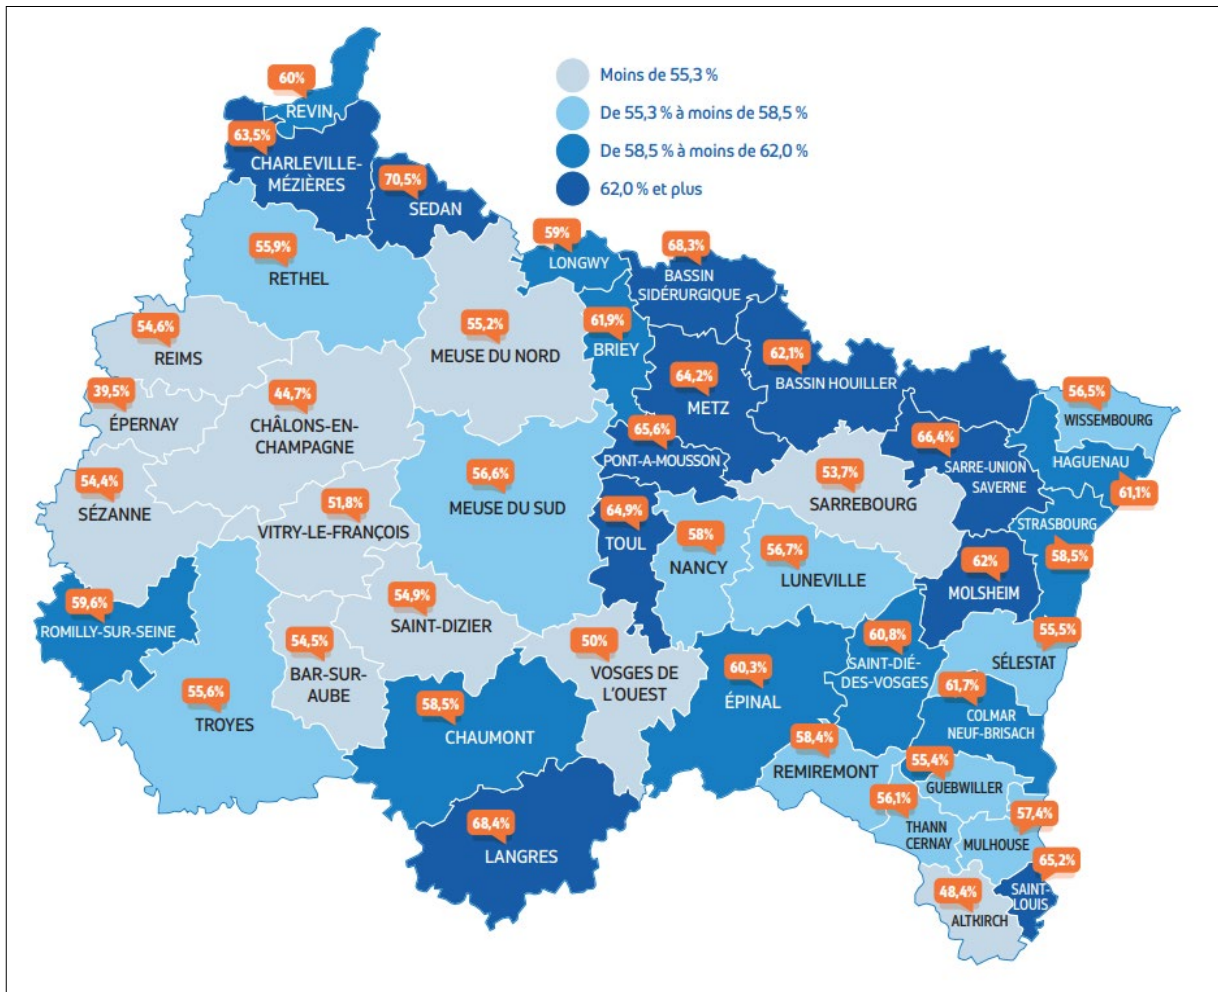 Moins de 55,3 %
De 55,3 % à moins de 58,5 %
De 58,5 % à moins de 62,0 %
62,0 % et plus
60%
REVIN
63,5%
CHARLEVILLE-
MÉZIÈRES
70,5%
SEDAN
55,9%
RETHEL
59%
LONGWY
68,3%
BASSIN
SIDÉRURGIQUE
54,6%
REIMS
55,2%
MEUSE DU NORD
61,9%
BRIEY
64,2%
METZ
62,1%
BASSIN HOUILLER
39,5%
ÉPERNAY
44,7%
CHÂLONS-EN-
CHAMPAGNE
56,5%
WISSEMBOURG
65,6%
PONT-A-MOUSSON
66,4%
SARRE-UNION
SAVERNE
HAGUENAU
61,1%
54,4%
SÉZANNE
51,8%
VITRY-LE-FRANÇOIS
56,6%
MEUSE DU SUD
53,7%
SARREBOURG
64,9%
TOUL
58%
NANCY
56,7%
LUNEVILLE
STRASBOURG
58,5%
62%
MOLSHEIM
59,6%
ROMILLY-SUR-SEINE
54,9%
SAINT-DIZIER
54,5%
BAR-SUR-
AUBE
50%
VOSGES DE
L'OUEST
60,8%
SAINT-DIÉ-
DES-VOSGES
55,5%
SÉLESTAT
55,6%
TROYES
58,5%
CHAUMONT
60,3%
ÉPINAL
61,7%
COLMAR
NEUF-BRISACH
58,4%
REMIREMONT
55,4%
GUEBWILLER
56,1%
THANN
CERNAY
57,4%
MULHOUSE
68,4%
LANGRES
65,2%
SAINT-
LOUIS
48,4%
ALTKIRCH